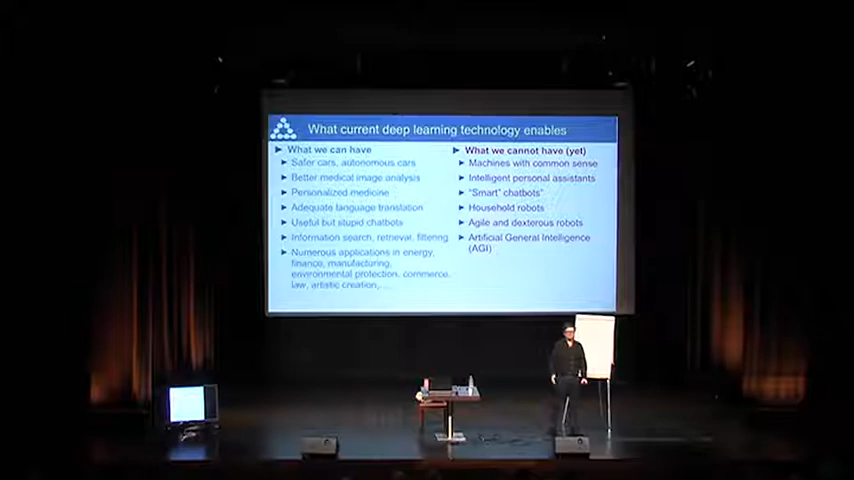 What current deep learning technology enables
What we can have
Safer cars, autonomous cars
Better medical image analysis
Personalized medicine
Adequate language translation
Useful but stupid chatbots
Information search, retrieval, filtering
Numerous applications in energy,
finance, manufacturing,
environmental protection, commerce,
law, artistic creation,....
What we cannot have (yet)
Machines with common sense
Intelligent personal assistants
"Smart" chatbots"
Household robots
Agile and dexterous robots
Artificial General Intelligence
(AGI)